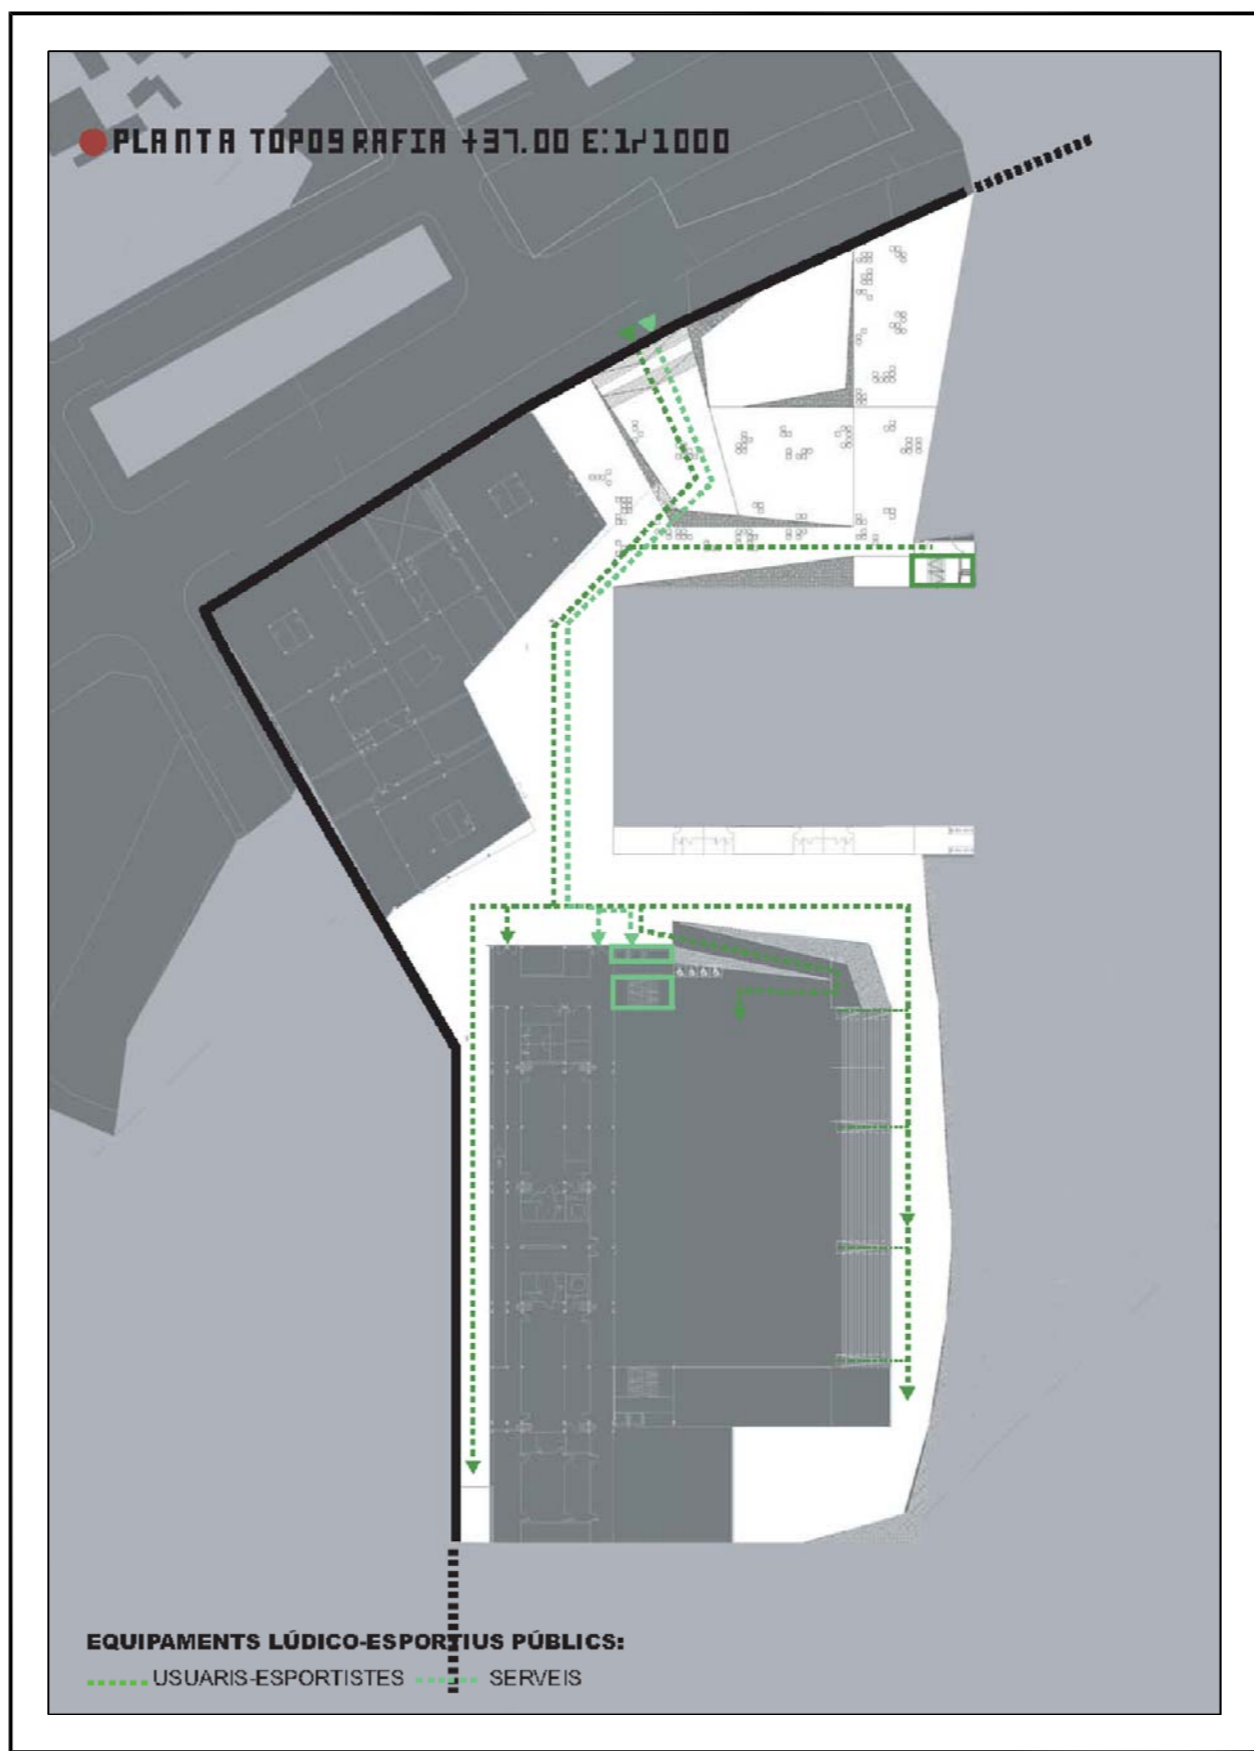 PLANTA TOPOGRAFIA +37.00 E:1/1000
EQUIPAMENTS LÚDICO-ESPORTIUS PÚBLICS:
USUARIS-ESPORTISTES SERVEIS